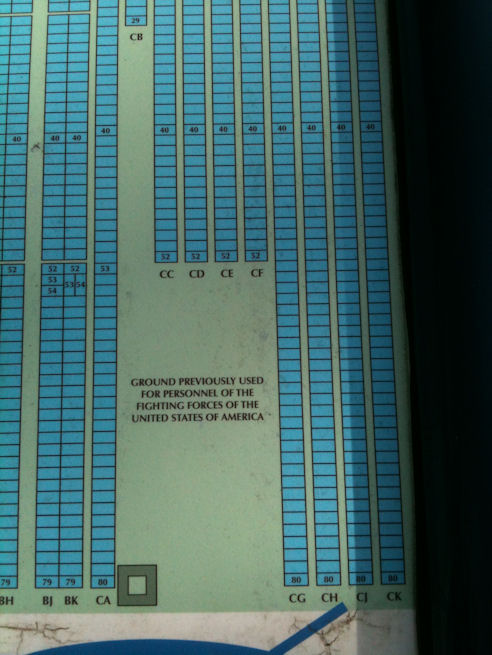 29
CB
40 40 40 40 40 40 40 40 40 40 40 40
52 52 52 52
CC CD CE CF
52 52 52 53
53 53 54
54
GROUND PREVIOUSLY USED
FOR PERSONNEL OF THE
FIGHTING FORCES OF THE
UNITED STATES OF AMERICA
79 79 79 80 80 80 80 80
BH BJ BK CA CG CH CJ CK